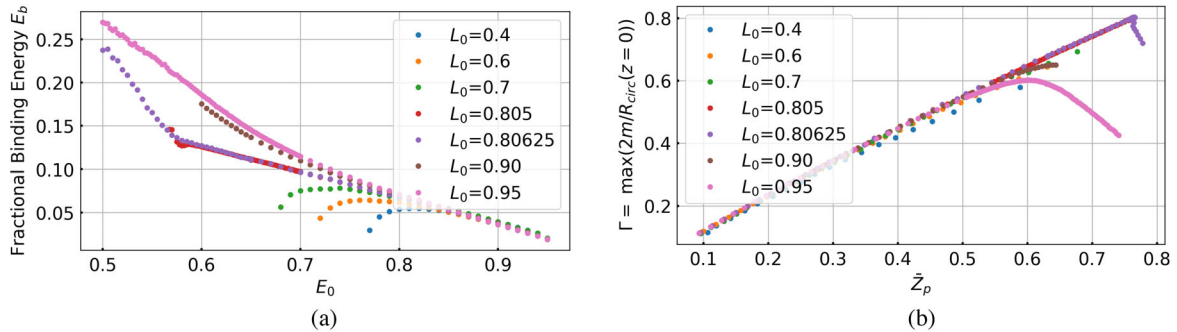 Fractional Binding Energy E_b
0.25
0.20
0.15
0.10
0.05
0.5 0.6 0.7 0.8 0.9
E_0
L_0=0.4
L_0=0.6
L_0=0.7
L_0=0.805
L_0=0.80625
L_0=0.90
L_0=0.95
(a)
Γ = max(2m/R_{circ}(z = 0))
0.8
0.6
0.4
0.2
0.1 0.2 0.3 0.4 0.5 0.6 0.7 0.8
Z̄_p
L_0=0.4
L_0=0.6
L_0=0.7
L_0=0.805
L_0=0.80625
L_0=0.90
L_0=0.95
(b)